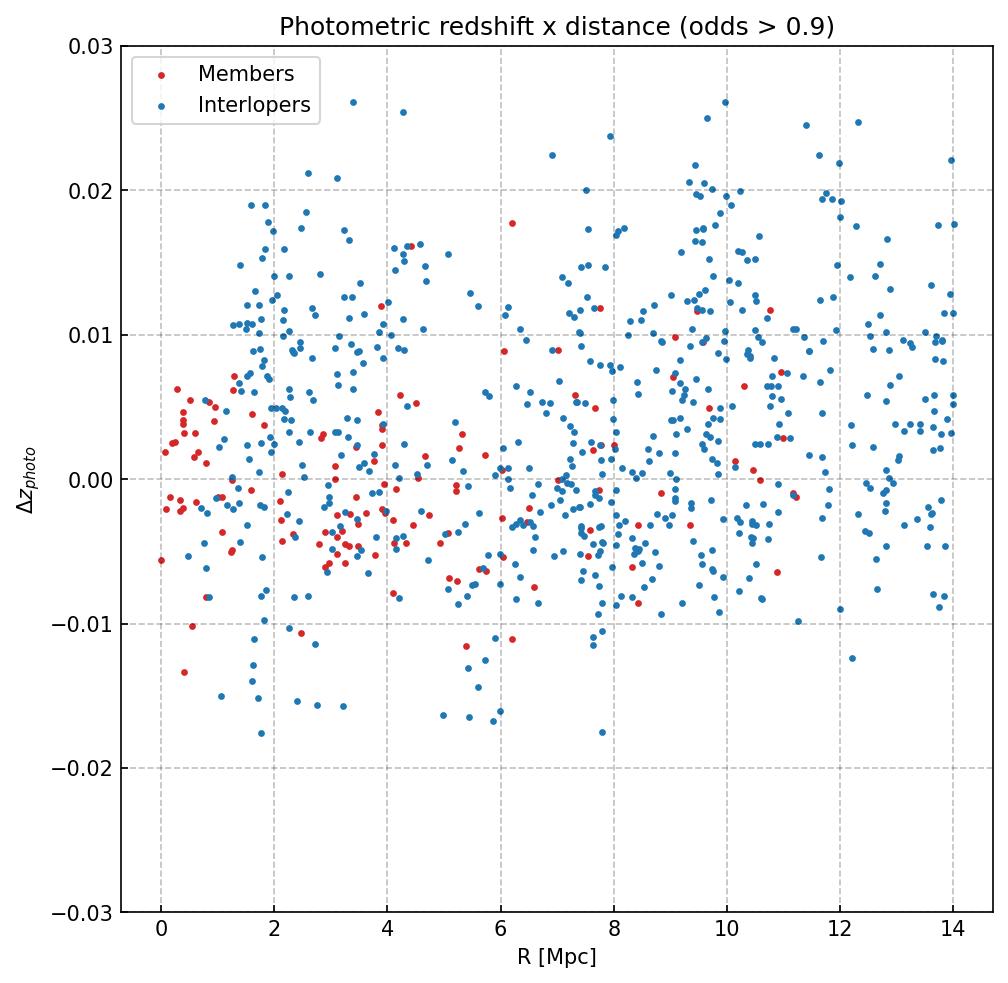 Photometric redshift x distance (odds > 0.9)
Members
Interlopers
0.03
0.02
0.01
0.00
−0.01
−0.02
−0.03
Δz_photo
0 2 4 6 8 10 12 14
R [Mpc]